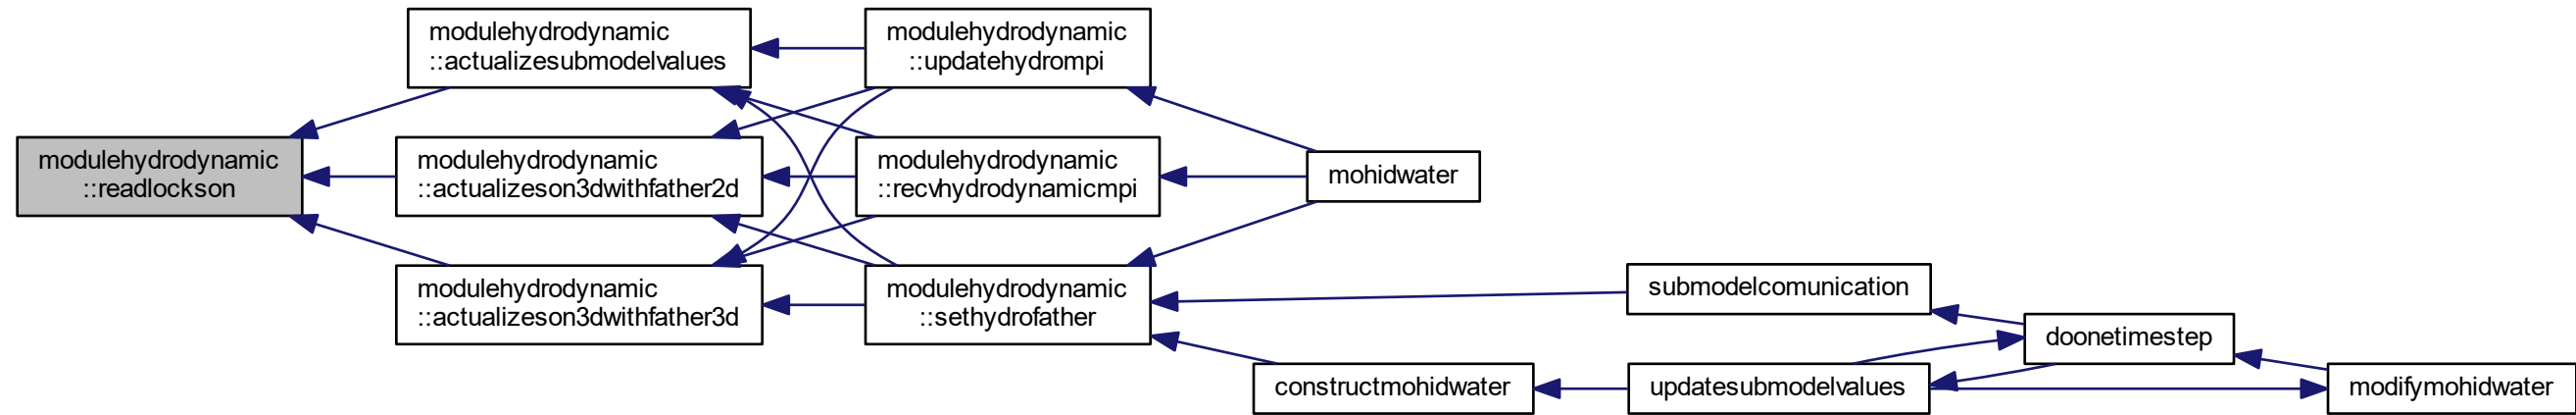 modulehydrodynamic
::readlockson
modulehydrodynamic
::actualizesubmodelvalues
modulehydrodynamic
::actualizeson3dwithfather2d
modulehydrodynamic
::actualizeson3dwithfather3d
modulehydrodynamic
::updatehydrompi
modulehydrodynamic
::recvhydrodynamicmpi
modulehydrodynamic
::sethydrofather
mohidwater
constructmohidwater
submodelcomunication
updatesubmodelvalues
doonetimestep
modifymohidwater